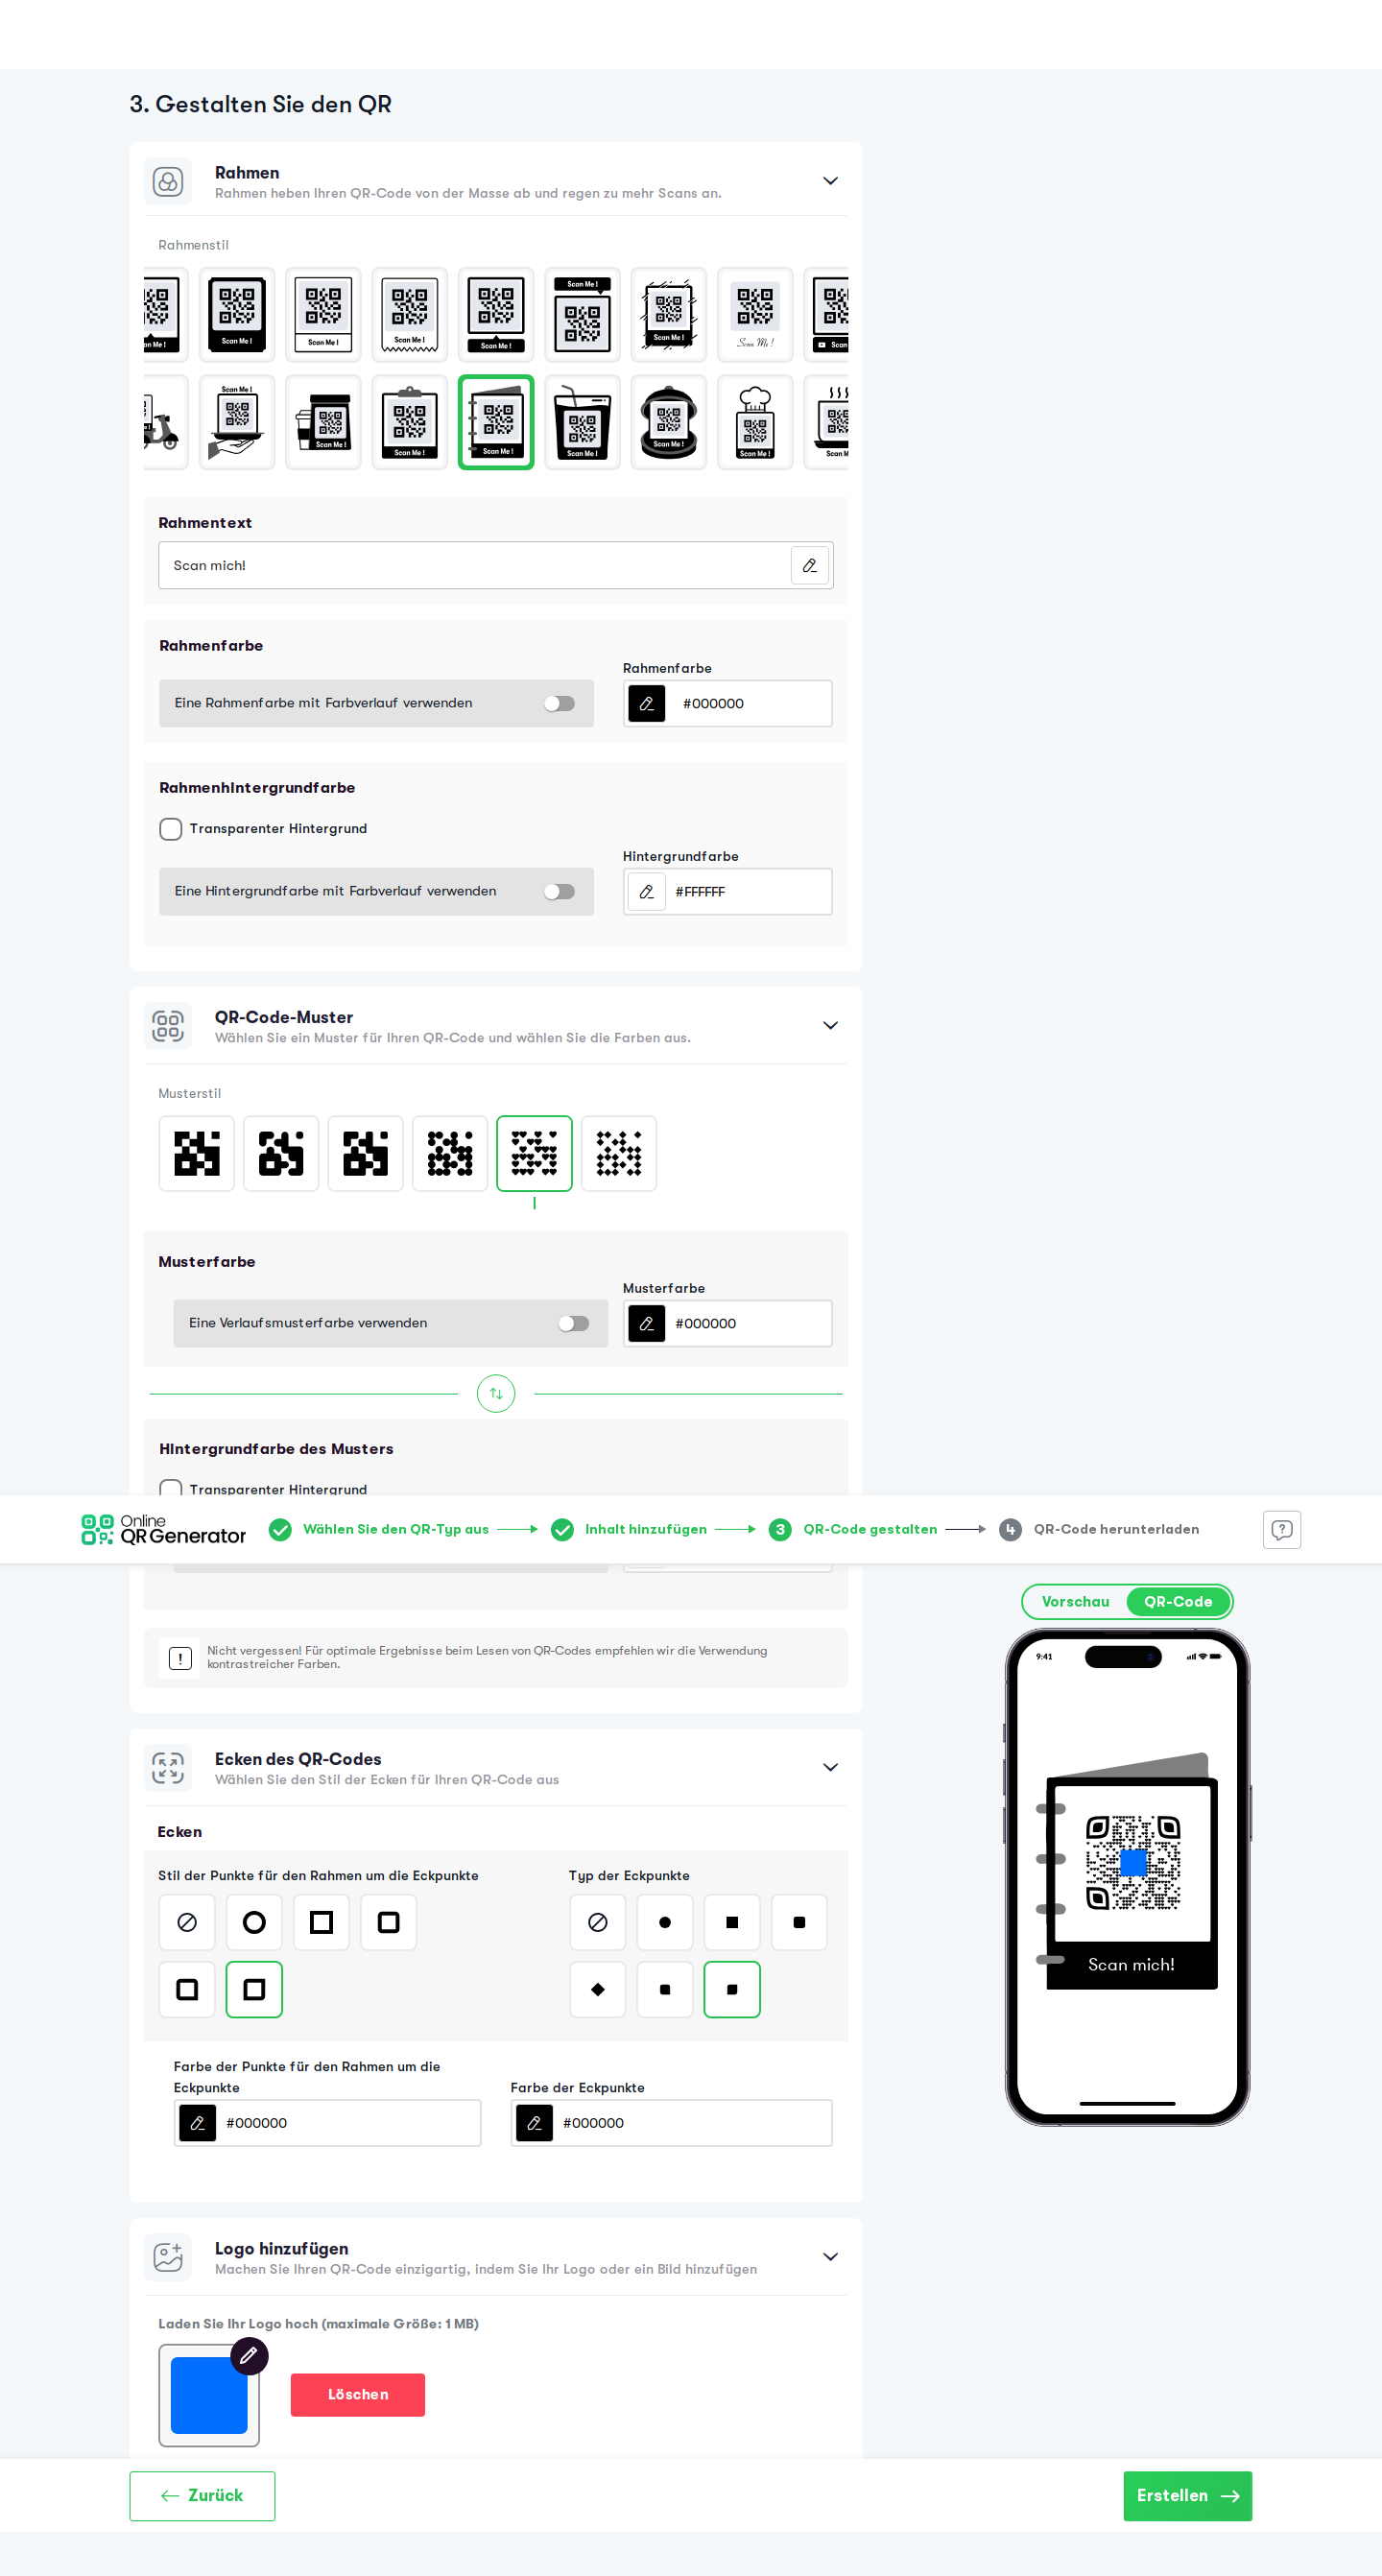 3. Gestalten Sie den QR
Rahmen
Rahmen heben Ihren QR-Code von der Masse ab und regen zu mehr Scans an.
Rahmenstil
an Me ! Scan Me ! Scan Me ! Scan Me ! Scan Me ! Scan Me ! Scan Me ! Scan Me ! Scan
Scan Me ! Scan Me ! Scan Me ! Scan Me ! Scan Me ! Scan Me ! Scan Me ! Scan M
Rahmentext
Scan mich!
Rahmenfarbe
Rahmenfarbe
Eine Rahmenfarbe mit Farbverlauf verwenden
#000000
Rahmenhintergrundfarbe
Transparenter Hintergrund
Hintergrundfarbe
Eine Hintergrundfarbe mit Farbverlauf verwenden
#FFFFFF
QR-Code-Muster
Wählen Sie ein Muster für Ihren QR-Code und wählen Sie die Farben aus.
Musterstil
Musterfarbe
Musterfarbe
Eine Verlaufsmusterfarbe verwenden
#000000
Hintergrundfarbe des Musters
Transparenter Hintergrund
Online
QR Generator
Wählen Sie den QR-Typ aus
Inhalt hinzufügen
3 QR-Code gestalten
4 QR-Code herunterladen
Vorschau QR-Code
Nicht vergessen! Für optimale Ergebnisse beim Lesen von QR-Codes empfehlen wir die Verwendung
kontrastreicher Farben.
9:41
Scan mich!
Ecken des QR-Codes
Wählen Sie den Stil der Ecken für Ihren QR-Code aus
Ecken
Stil der Punkte für den Rahmen um die Eckpunkte
Typ der Eckpunkte
Farbe der Punkte für den Rahmen um die
Eckpunkte
#000000
Farbe der Eckpunkte
#000000
Logo hinzufügen
Machen Sie Ihren QR-Code einzigartig, indem Sie Ihr Logo oder ein Bild hinzufügen
Laden Sie Ihr Logo hoch (maximale Größe: 1 MB)
Löschen
Zurück
Erstellen